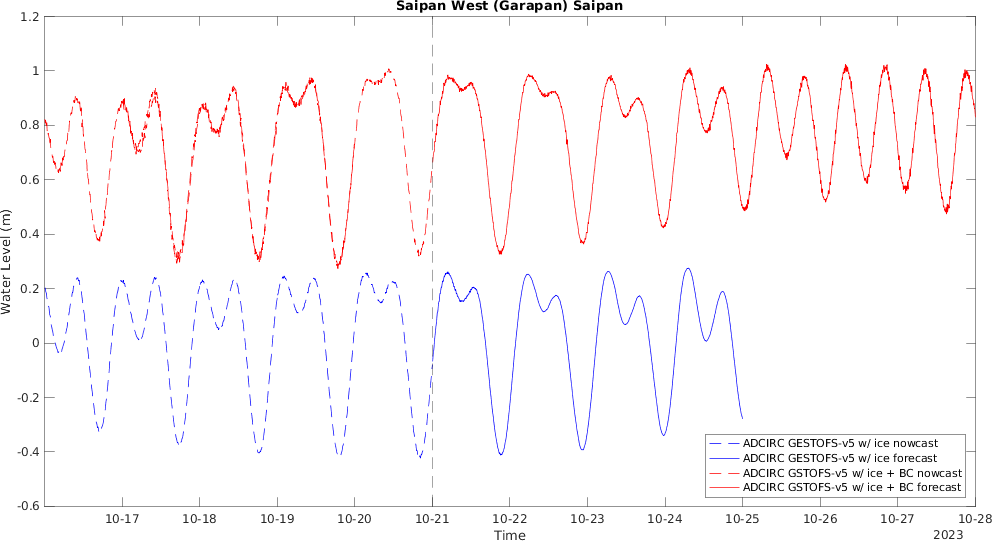 Saipan West (Garapan) Saipan
1.2
1
0.8
0.6
0.4
0.2
0
-0.2
-0.4
-0.6
Water Level (m)
ADCIRC GESTOFS-v5 w/ ice nowcast
ADCIRC GESTOFS-v5 w/ ice forecast
ADCIRC GSTOFS-v5 w/ ice + BC nowcast
ADCIRC GSTOFS-v5 w/ ice + BC forecast
10-17 10-18 10-19 10-20 10-21 10-22 10-23 10-24 10-25 10-26 10-27 10-28
Time
2023